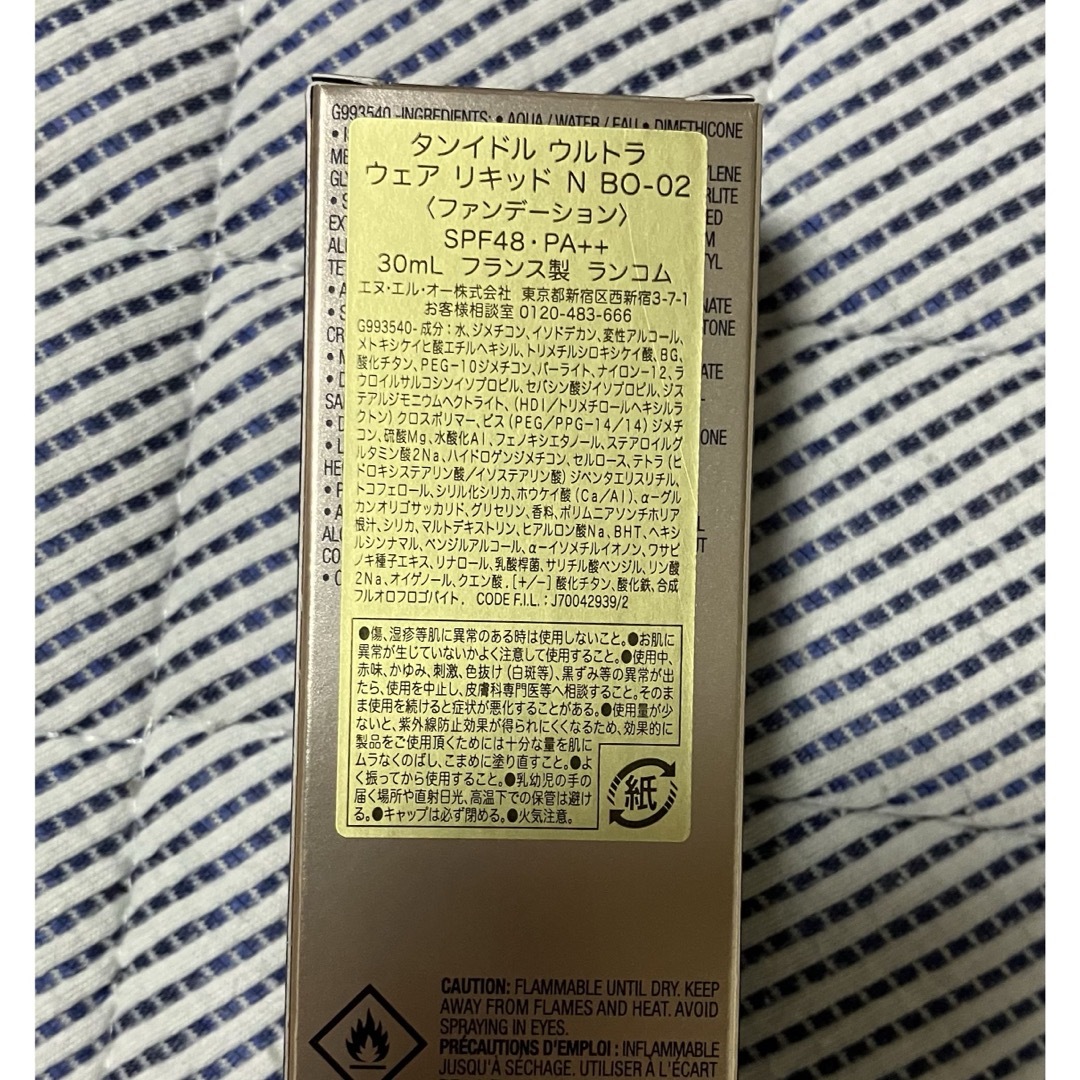 G993540 -INGREDIENTS: • AQUA / WATER / EAU • DIMETHICONE
タンイドル ウルトラ
ウェア リキッド N BO-02
〈ファンデーション〉
SPF48・PA++
30mL フランス製 ランコム
エヌ・エル・オー株式会社 東京都新宿区西新宿3-7-1
お客様相談室 0120-483-666
G993540- 成分：水、ジメチコン、イソドデカン、変性アルコール、
メトキシケイヒ酸エチルヘキシル、トリメチルシロキシケイ酸、BG、
酸化チタン、PEG-10ジメチコン、パーライト、ナイロン-12、ラ
ウロイルサルコシンイソプロピル、セバシン酸ジイソプロピル、ジス
テアルジモニウムヘクトライト、(HDI/トリメチロールヘキシルラ
クトン) クロスポリマー、ビス (PEG/PPG-14/14) ジメチ
コン、硫酸Mg、水酸化Al、フェノキシエタノール、ステアロイルグ
ルタミン酸2Na、ハイドロゲンジメチコン、セルロース、テトラ (ヒ
ドロキシステアリン酸/イソステアリン酸) ジペンタエリスリチル、
トコフェロール、シリル化シリカ、ホウケイ酸 (Ca/Al)、α-グル
カンオリゴサッカリド、グリセリン、香料、ポリムニアソンチホリア
根汁、シリカ、マルトデキストリン、ヒアルロン酸Na、BHT、ヘキシ
ルシンナマル、ベンジルアルコール、α-イソメチルイオノン、ワサビ
ノキ種子エキス、リナロール、乳酸桿菌、サリチル酸ベンジル、リン酸
2Na、オイゲノール、クエン酸、[+/-] 酸化チタン、酸化鉄、合成
フルオロフロゴパイト. CODE F.I.L. : J70042939/2
●傷、湿疹等肌に異常のある時は使用しないこと。●お肌に
異常が生じていないかよく注意して使用すること。●使用中、
赤味、かゆみ、刺激、色抜け (白斑等)、黒ずみ等の異常が出
たら、使用を中止し、皮膚科専門医等へ相談すること。そのま
まま使用を続けると症状が悪化することがある。●使用量が少
ないと、紫外線防止効果が得られにくくなるため、効果的に
製品をご使用頂くためには十分な量を肌に
ムラなくのばし、こまめに塗り直すこと。●よ
く振ってから使用すること。●乳幼児の手の
届く場所や直射日光、高温下での保管は避け
る。●キャップは必ず閉める。●火気注意。
紙
CAUTION: FLAMMABLE UNTIL DRY. KEEP
AWAY FROM FLAMES AND HEAT. AVOID
SPRAYING IN EYES.
PRÉCAUTIONS D'EMPLOI : INFLAMMABLE
JUSQU'À SÉCHAGE. UTILISER À L'ÉCART